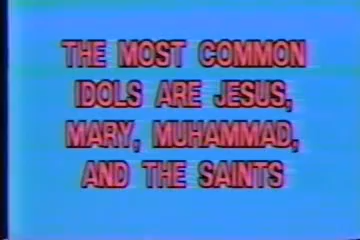 THE MOST COMMON
IDOLS ARE JESUS,
MARY, MUHAMMAD,
AND THE SAINTS